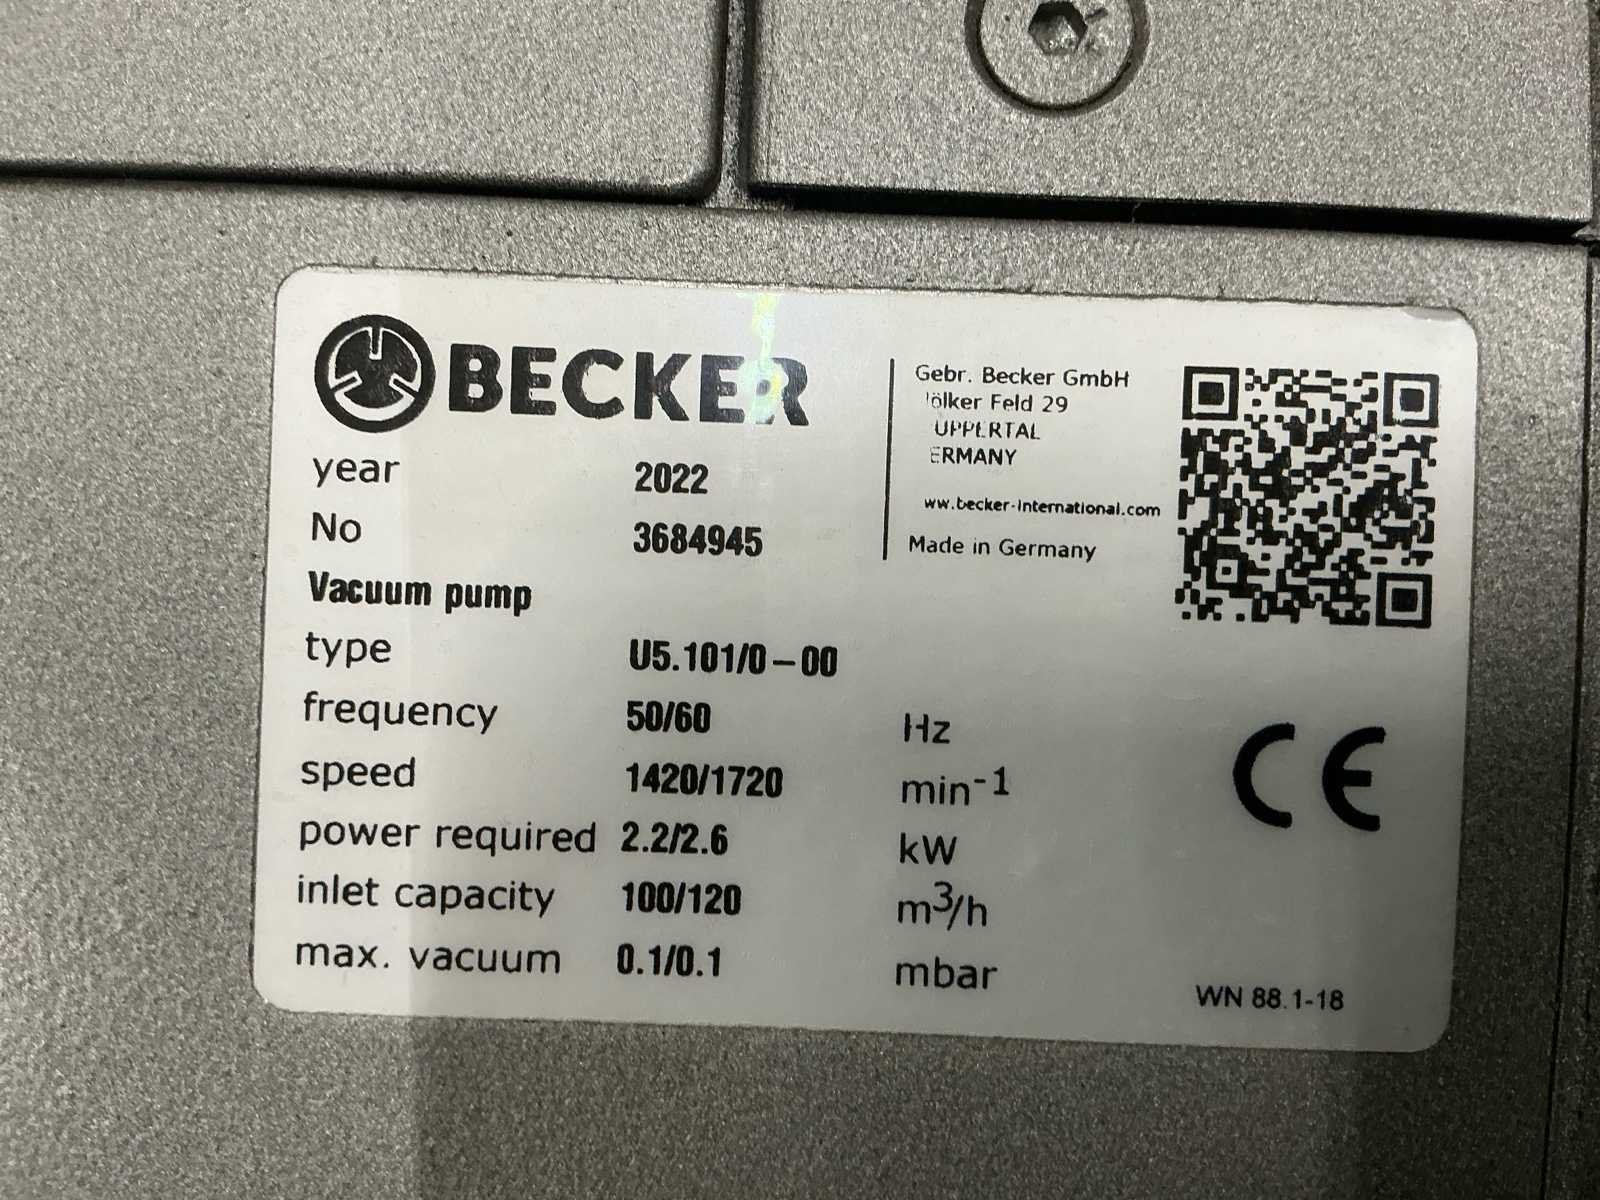 BECKER
Gebr. Becker GmbH
ölker Feld 29
UPPERTAL
ERMANY
ww.becker-international.com
Made in Germany
year 2022
No 3684945
Vacuum pump
type U5.101/0-00
frequency 50/60 Hz
speed 1420/1720 min-1
power required 2.2/2.6 kW
inlet capacity 100/120 m3/h
max. vacuum 0.1/0.1 mbar
CE
WN 88.1-18